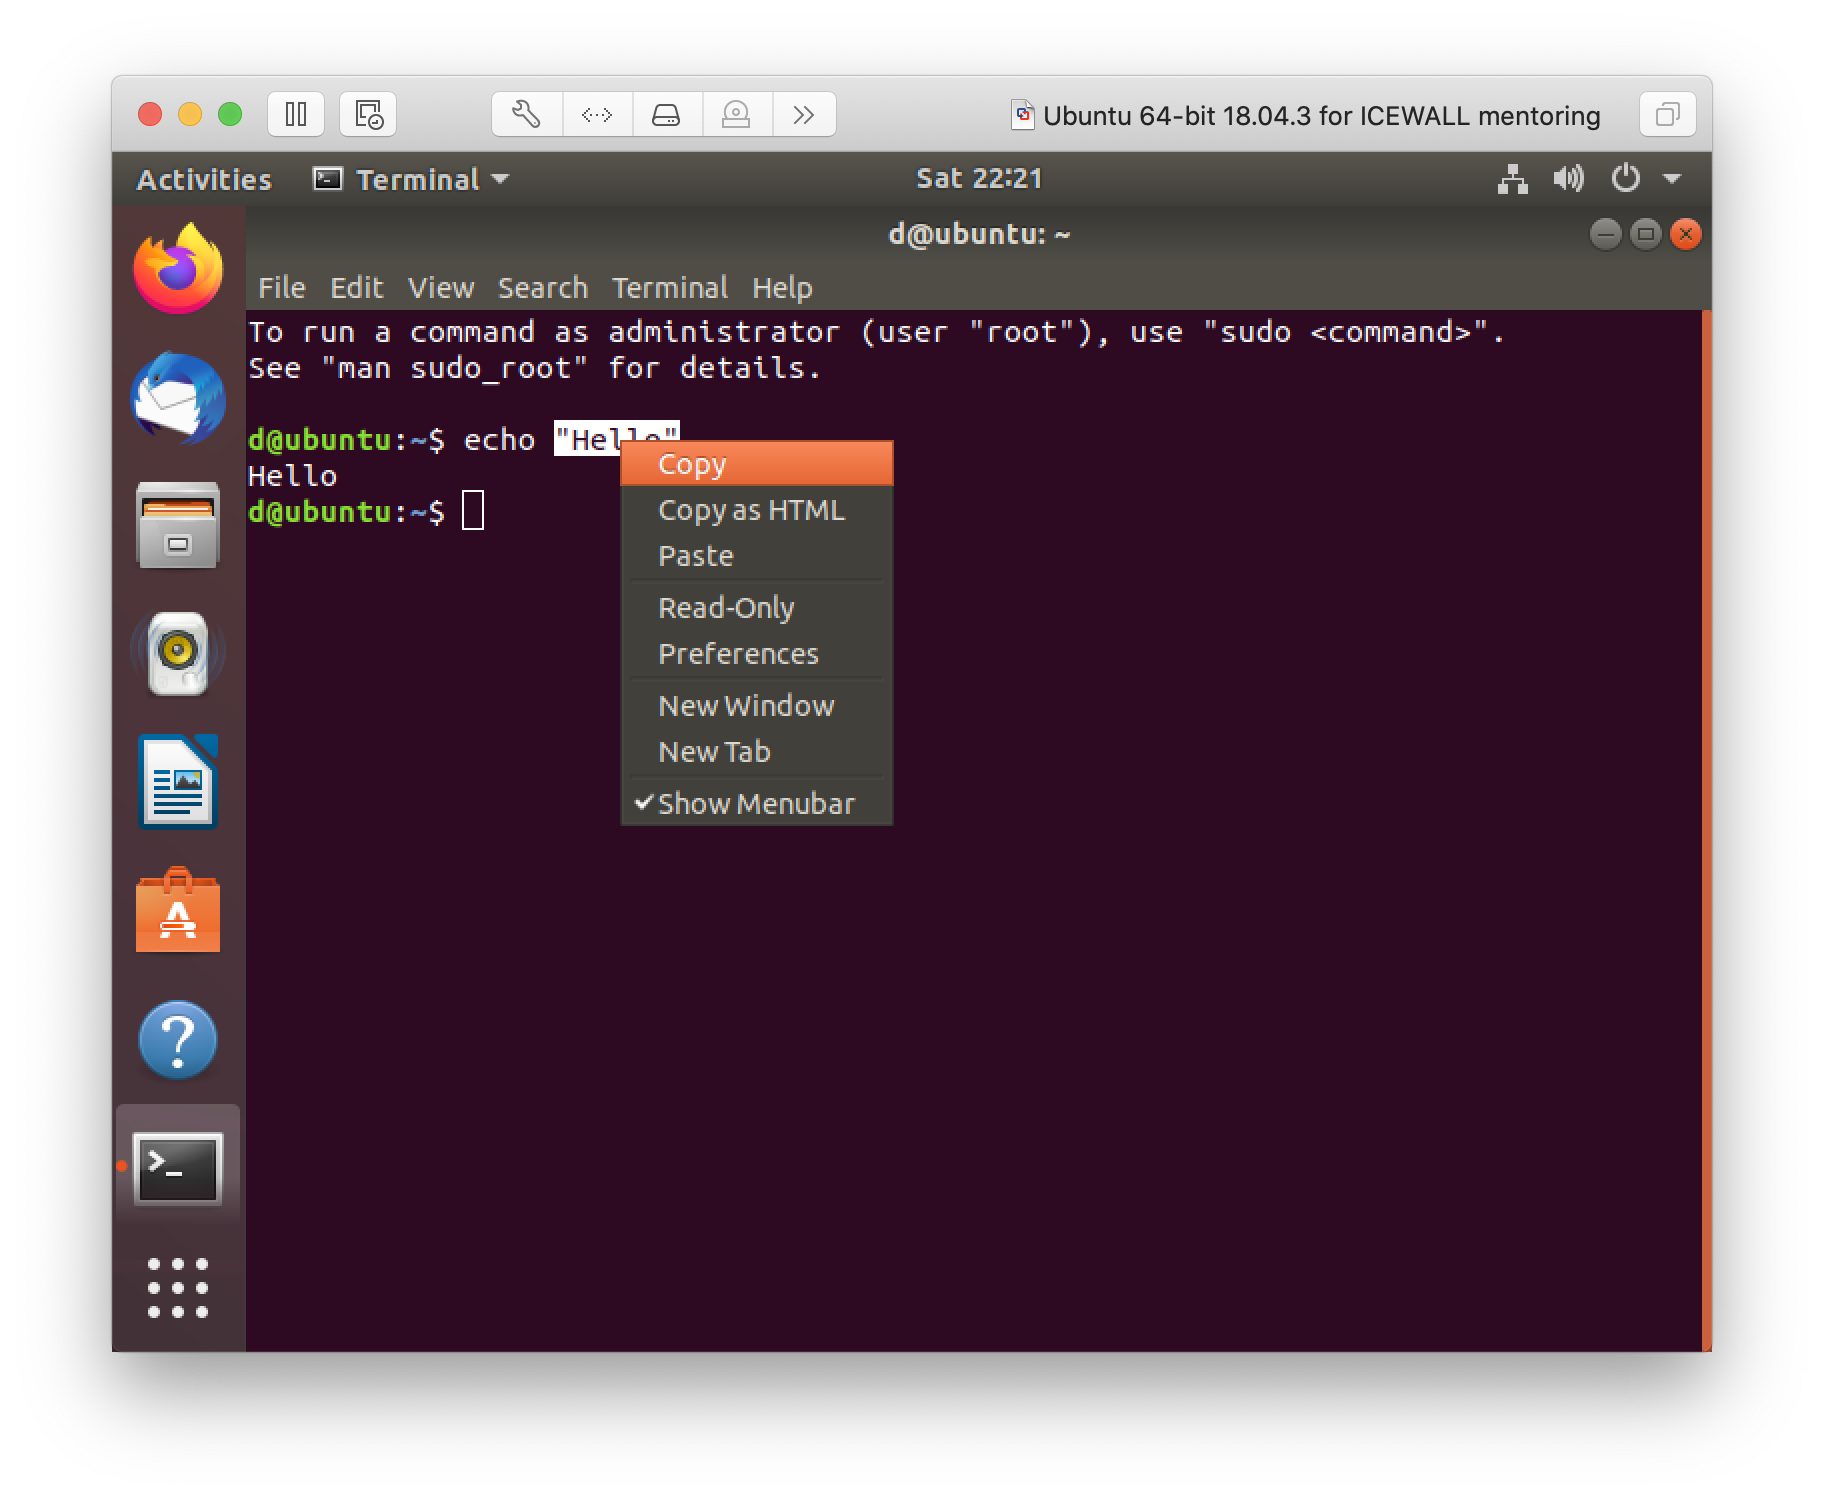 Ubuntu 64-bit 18.04.3 for ICEWALL mentoring
Activities Terminal Sat 22:21
d@ubuntu: ~
File Edit View Search Terminal Help
To run a command as administrator (user "root"), use "sudo <command>".
See "man sudo_root" for details.
d@ubuntu:~$ echo "Hello"
Hello
d@ubuntu:~$
Copy
Copy as HTML
Paste
Read-Only
Preferences
New Window
New Tab
Show Menubar